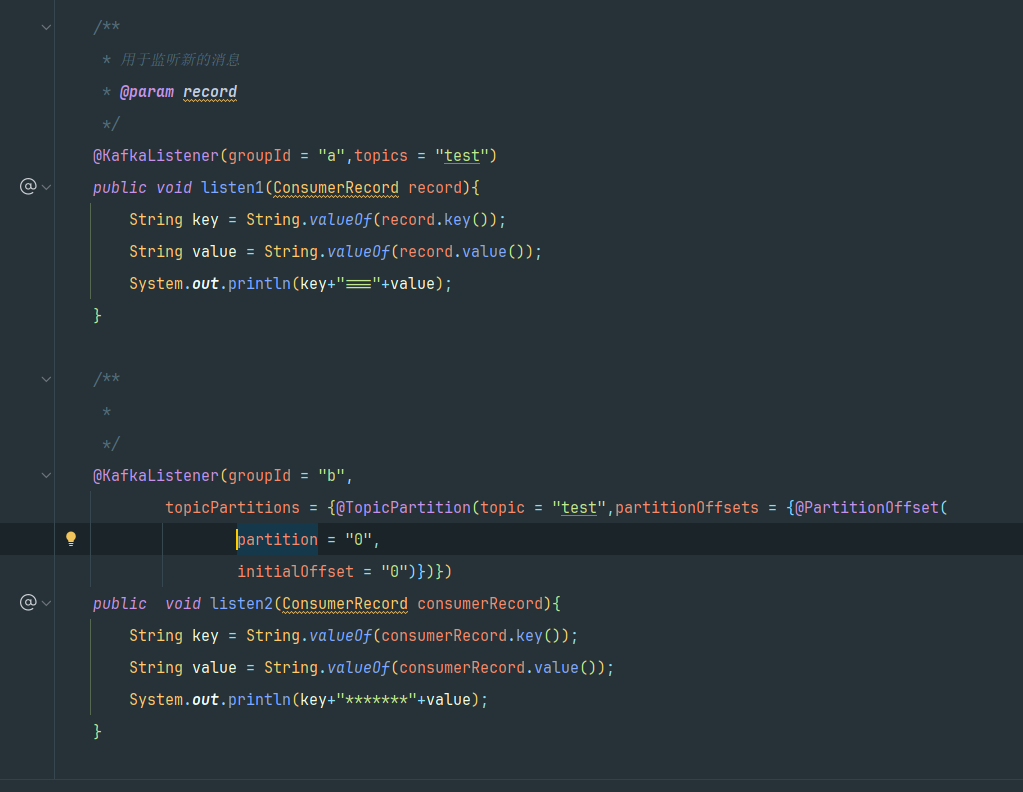 /**
* 用于监听新的消息
* @param record
*/
@KafkaListener(groupId = "a",topics = "test")
public void listen1(ConsumerRecord record){
String key = String.valueOf(record.key());
String value = String.valueOf(record.value());
System.out.println(key+"==="+value);
}
/**
*
*/
@KafkaListener(groupId = "b",
topicPartitions = {@TopicPartition(topic = "test",partitionOffsets = {@PartitionOffset(
partition = "0",
initialOffset = "0")})})
public  void listen2(ConsumerRecord consumerRecord){
String key = String.valueOf(consumerRecord.key());
String value = String.valueOf(consumerRecord.value());
System.out.println(key+"*******"+value);
}